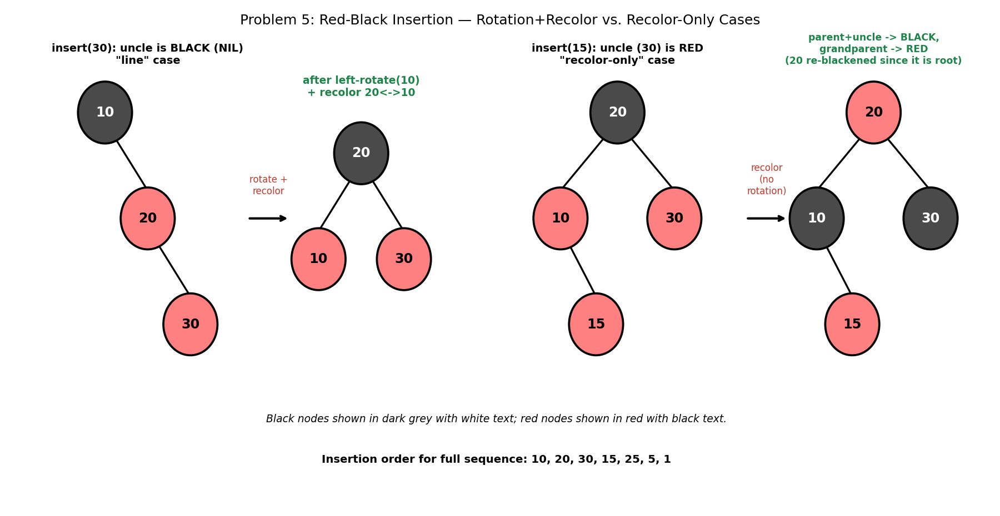 Problem 5: Red-Black Insertion — Rotation+Recolor vs. Recolor-Only Cases
insert(30): uncle is BLACK (NIL)
"line" case
10
20
30
after left-rotate(10)
+ recolor 20<->10
rotate +
recolor
20
10
30
insert(15): uncle (30) is RED
"recolor-only" case
20
10
30
15
parent+uncle -> BLACK,
grandparent -> RED
(20 re-blackened since it is root)
recolor
(no
rotation)
20
10
30
15
Black nodes shown in dark grey with white text; red nodes shown in red with black text.
Insertion order for full sequence: 10, 20, 30, 15, 25, 5, 1